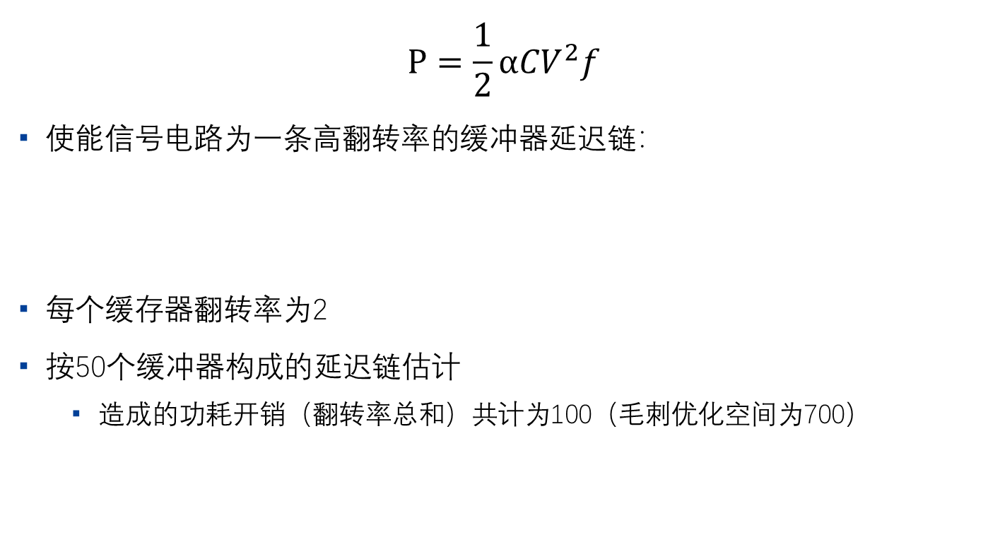 P = 1/2 αCV²f
▪ 使能信号电路为一条高翻转率的缓冲器延迟链：
▪ 每个缓存器翻转率为2
▪ 按50个缓冲器构成的延迟链估计
▪ 造成的功耗开销（翻转率总和）共计为100（毛刺优化空间为700）